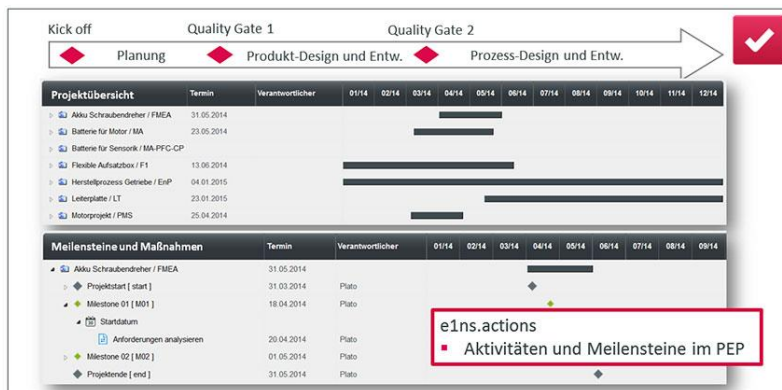 Kick off Quality Gate 1 Quality Gate 2
Planung Produkt-Design und Entw. Prozess-Design und Entw.
Projektübersicht Termin Verantwortlicher 01/14 02/14 03/14 04/14 05/14 06/14 07/14 08/14 09/14 10/14 11/14 12/14
Akku Schraubendreher / FMEA 31.05.2014
Batterie für Motor / MA 23.05.2014
Batterie für Sensorik / MA-PFC-CP
Flexible Aufsatzbox / F1 13.06.2014
Herstellprozess Getriebe / EnP 04.01.2015
Leiterplatte / LT 23.01.2015
Motorprojekt / PMS 25.04.2014
Meilensteine und Maßnahmen Termin Verantwortlicher 01/14 02/14 03/14 04/14 05/14 06/14 07/14 08/14 09/14
Akku Schraubendreher / FMEA 31.05.2014
Projektstart [ start ] 31.03.2014 Plato
Milestone 01 [ M01 ] 18.04.2014 Plato
Startdatum
Anforderungen analysieren 20.04.2014 Plato
Milestone 02 [ M02 ] 01.05.2014 Plato
Projektende [ end ] 31.05.2014 Plato
e1ns.actions
Aktivitäten und Meilensteine im PEP